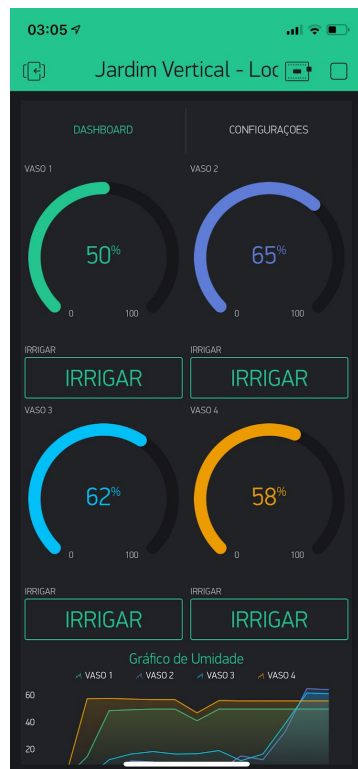 03:05
Jardim Vertical - Loc
DASHBOARD CONFIGURAÇOES
VASO 1 VASO 2
50% 65%
0 100 0 100
IRRIGAR IRRIGAR
IRRIGAR IRRIGAR
VASO 3 VASO 4
62% 58%
0 100 0 100
IRRIGAR IRRIGAR
IRRIGAR IRRIGAR
Gráfico de Umidade
VASO 1 VASO 2 VASO 3 VASO 4
60
40
20